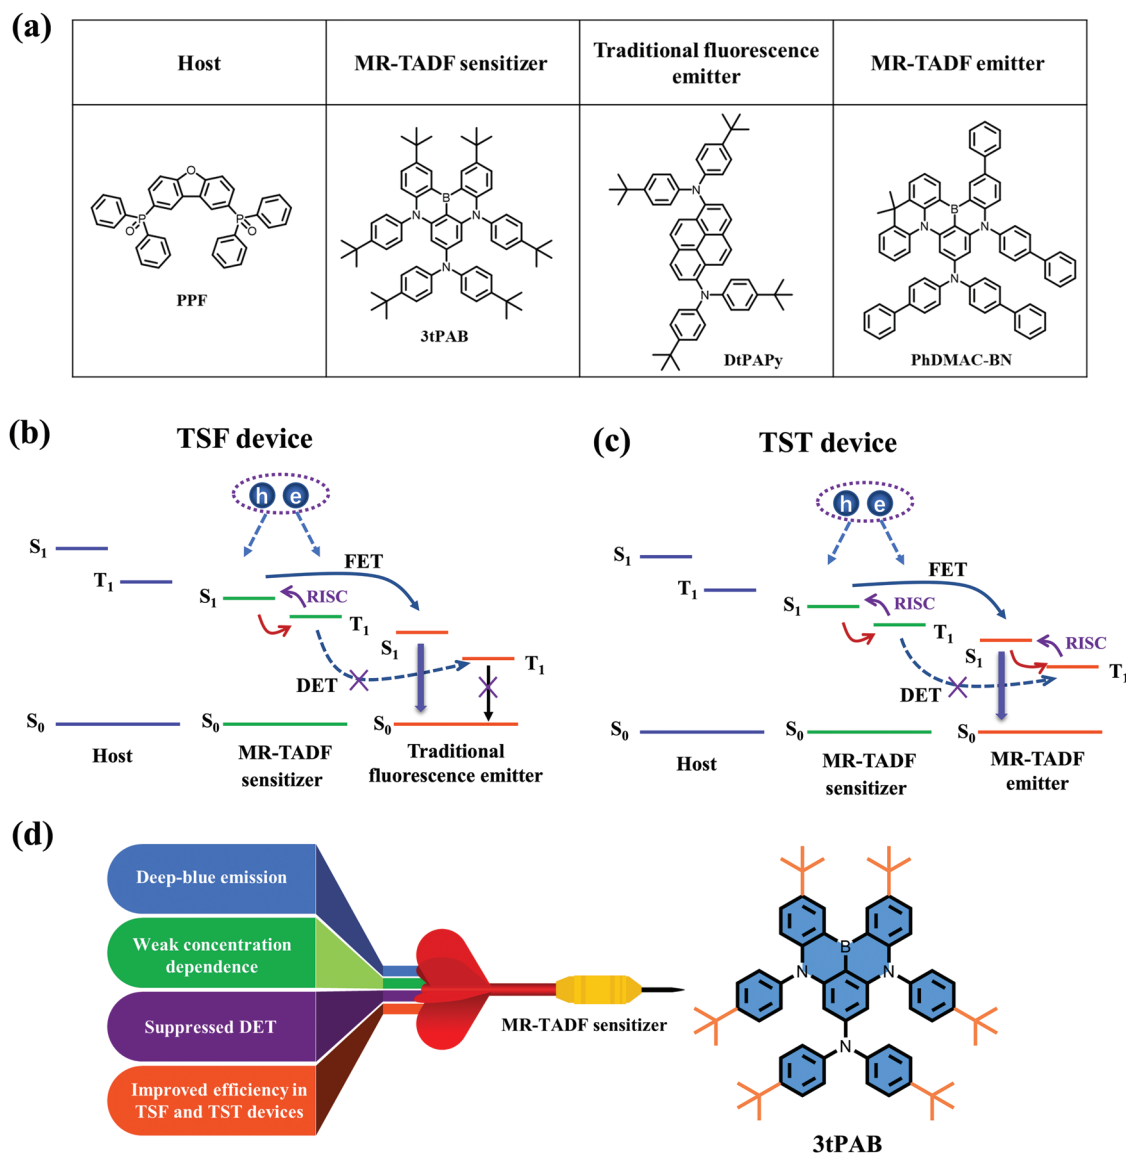 (a)
Host
MR-TADF sensitizer
Traditional fluorescence
emitter
MR-TADF emitter
O
P
O
P
O
PPF
B
N
N
N
3tPAB
N
N
DtPAPy
B
N
N
N
PhDMAC-BN
(b)
TSF device
h e
S1
T1
FET
S1
RISC
T1
S1
T1
DET
S0
S0
S0
Host
MR-TADF
sensitizer
Traditional
fluorescence emitter
(c)
TST device
h e
S1
T1
FET
S1
RISC
T1
RISC
S1
T1
DET
S0
S0
S0
Host
MR-TADF
sensitizer
MR-TADF
emitter
(d)
Deep-blue emission
Weak concentration
dependence
Suppressed DET
Improved efficiency in
TSF and TST devices
MR-TADF sensitizer
B
N
N
N
3tPAB